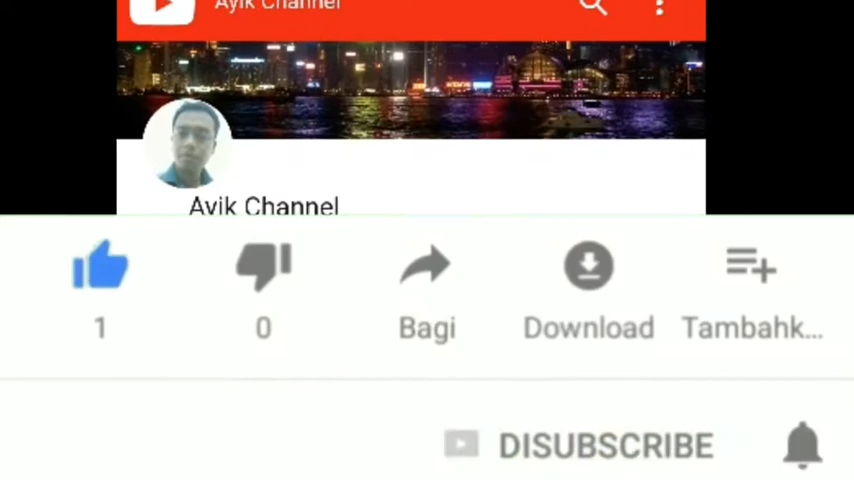 Ayik Channel
Ayik Channel
1
0
Bagi
Download
Tambahk...
DISUBSCRIBE